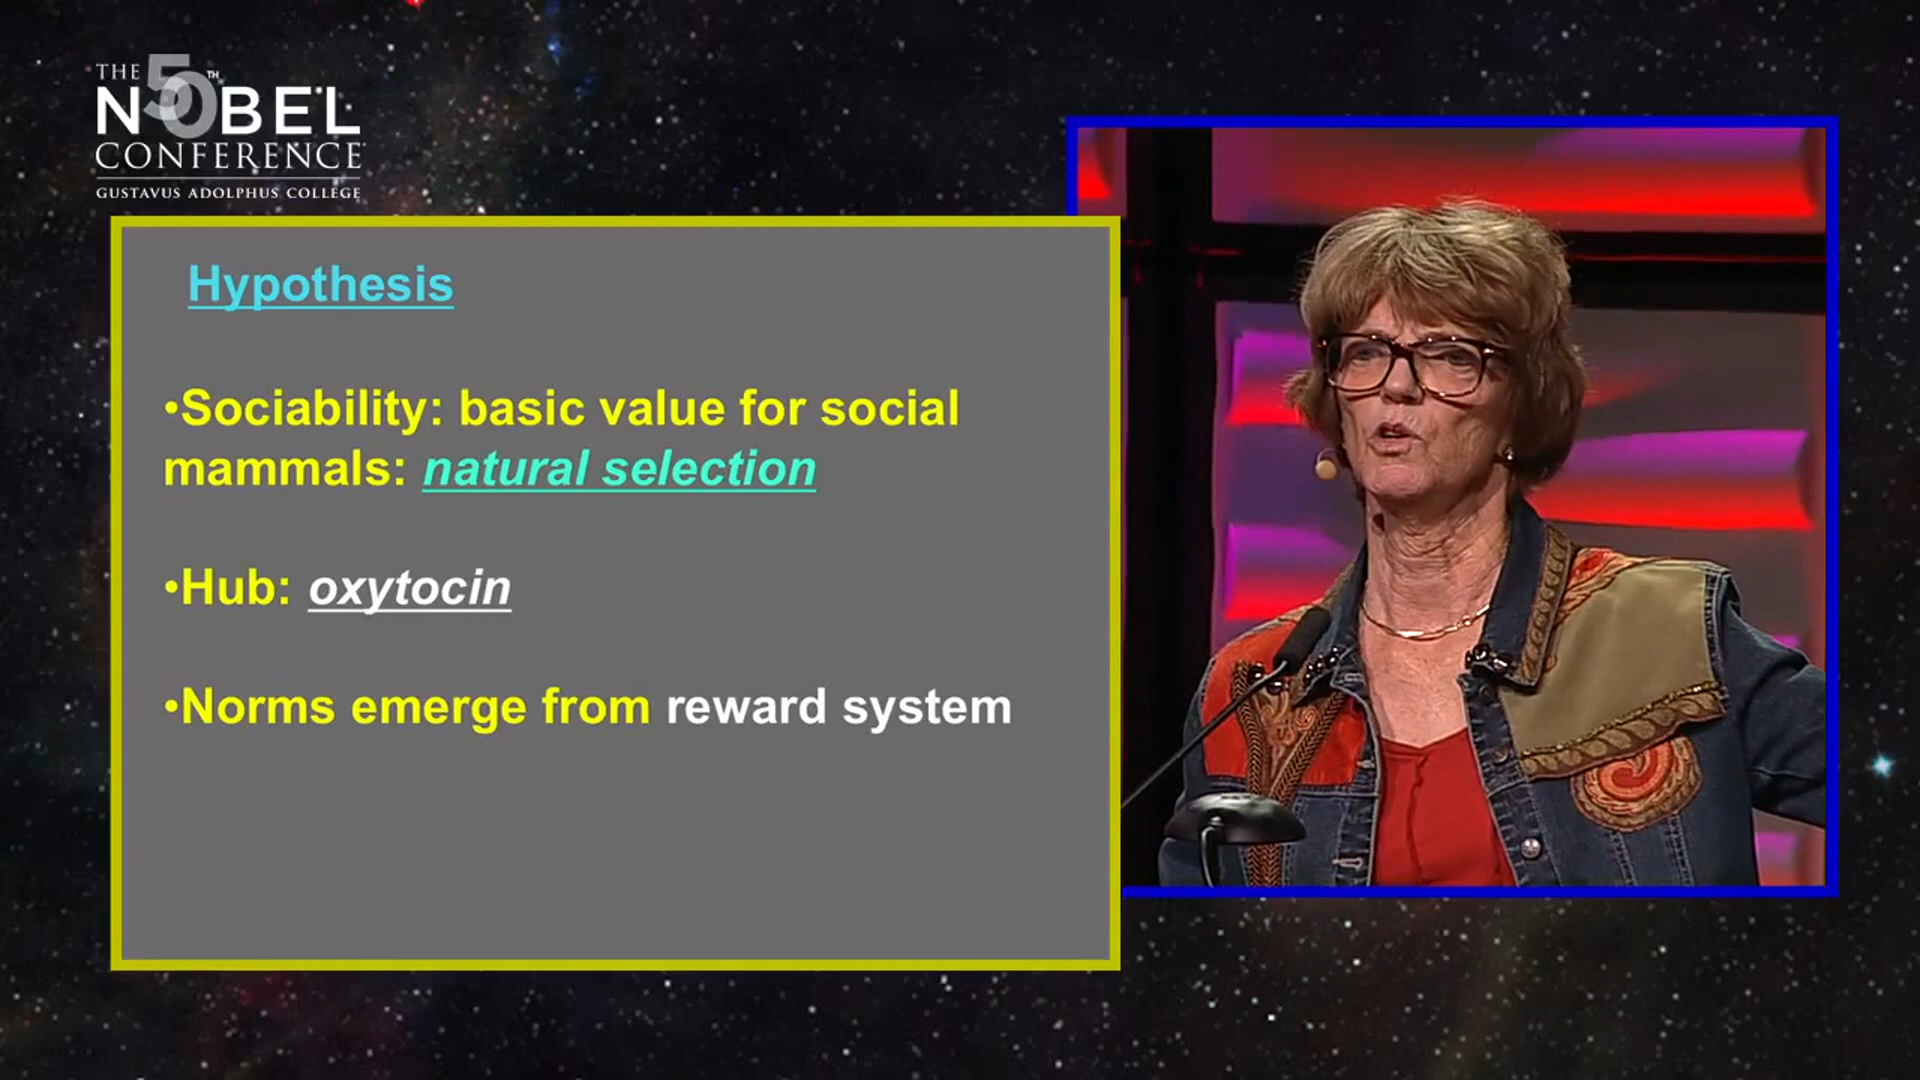 THE 50TH
NOBEL
CONFERENCE
GUSTAVUS ADOLPHUS COLLEGE
Hypothesis
•Sociability: basic value for social
mammals: natural selection
•Hub: oxytocin
•Norms emerge from reward system